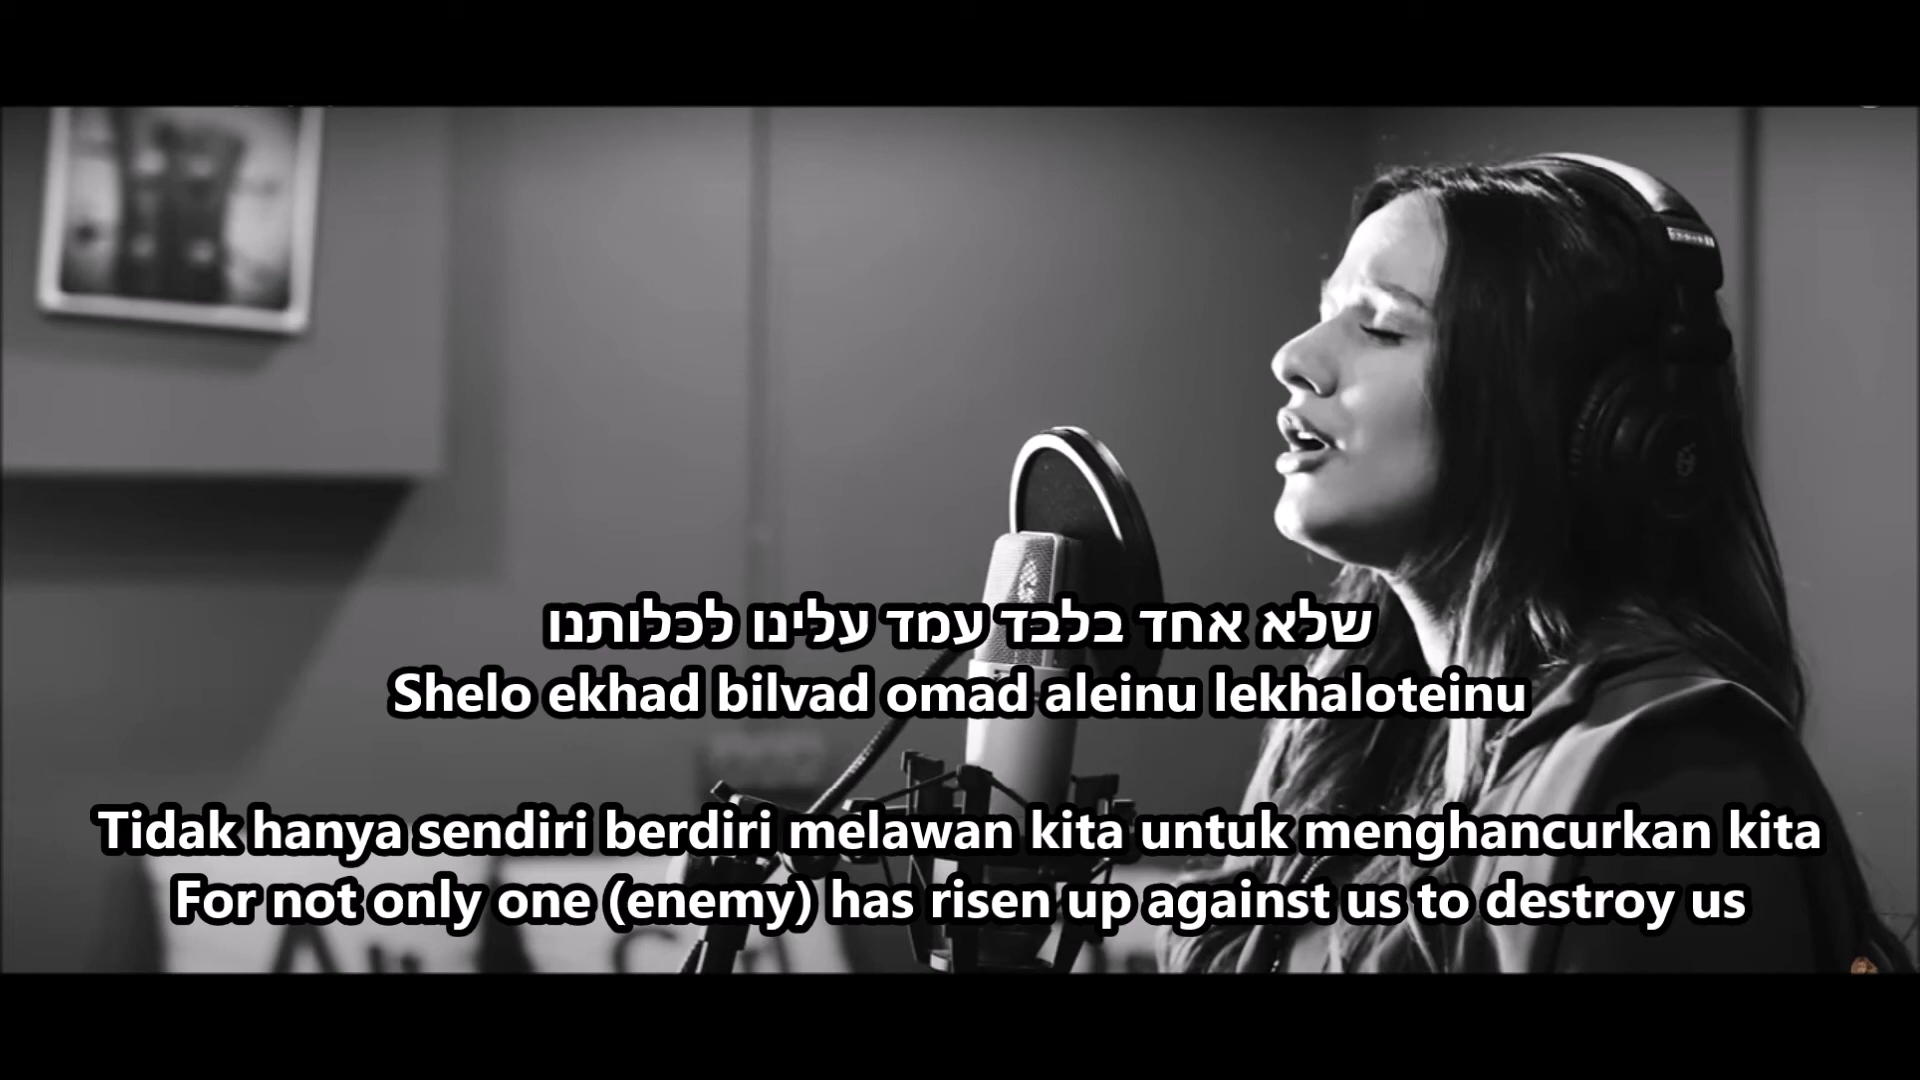 שלא אחד בלבד עמד עלינו לכלותנו
Shelo ekhad bilvad omad aleinu lekhaloteinu
Tidak hanya sendiri berdiri melawan kita untuk menghancurkan kita
For not only one (enemy) has risen up against us to destroy us